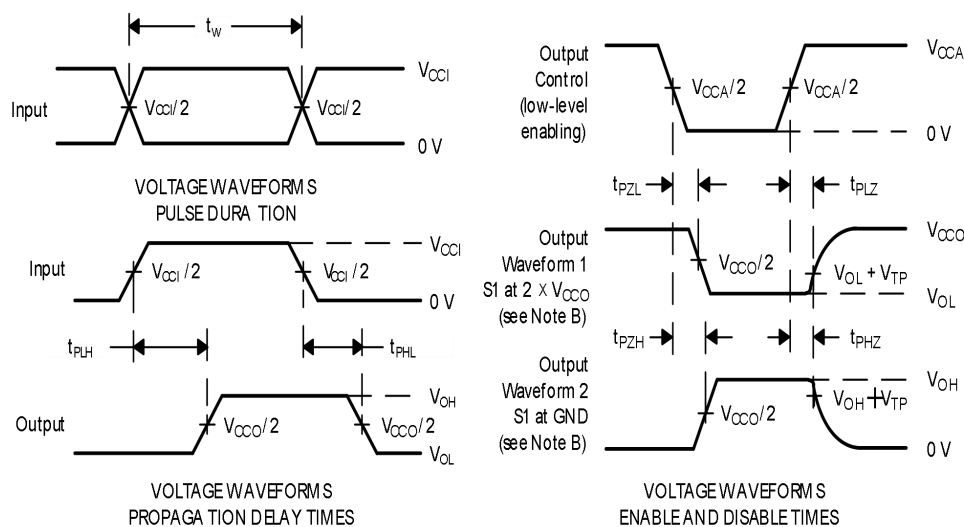 t_W
V_CCI
Input
V_CCI/2
V_CCI/2
0 V
VOLTAGE WAVEFORMS
PULSE DURA TION
V_CCI
Input
V_CCI/2
V_CCI/2
0 V
t_PLH
t_PHL
V_OH
Output
V_CCO/2
V_CCO/2
V_OL
VOLTAGE WAVEFORMS
PROPAGATION DELAY TIMES
Output
Control
(low-level
enabling)
V_CCA
V_CCA/2
V_CCA/2
0 V
t_PZL
t_PLZ
Output
Waveform 1
S1 at 2 × V_CCO
(see Note B)
V_CCO
V_CCO/2
V_OL + V_TP
V_OL
t_PZH
t_PHZ
Output
Waveform 2
S1 at GND
(see Note B)
V_OH
V_OH + V_TP
V_CCO/2
0 V
VOLTAGE WAVEFORMS
ENABLE AND DISABLE TIMES